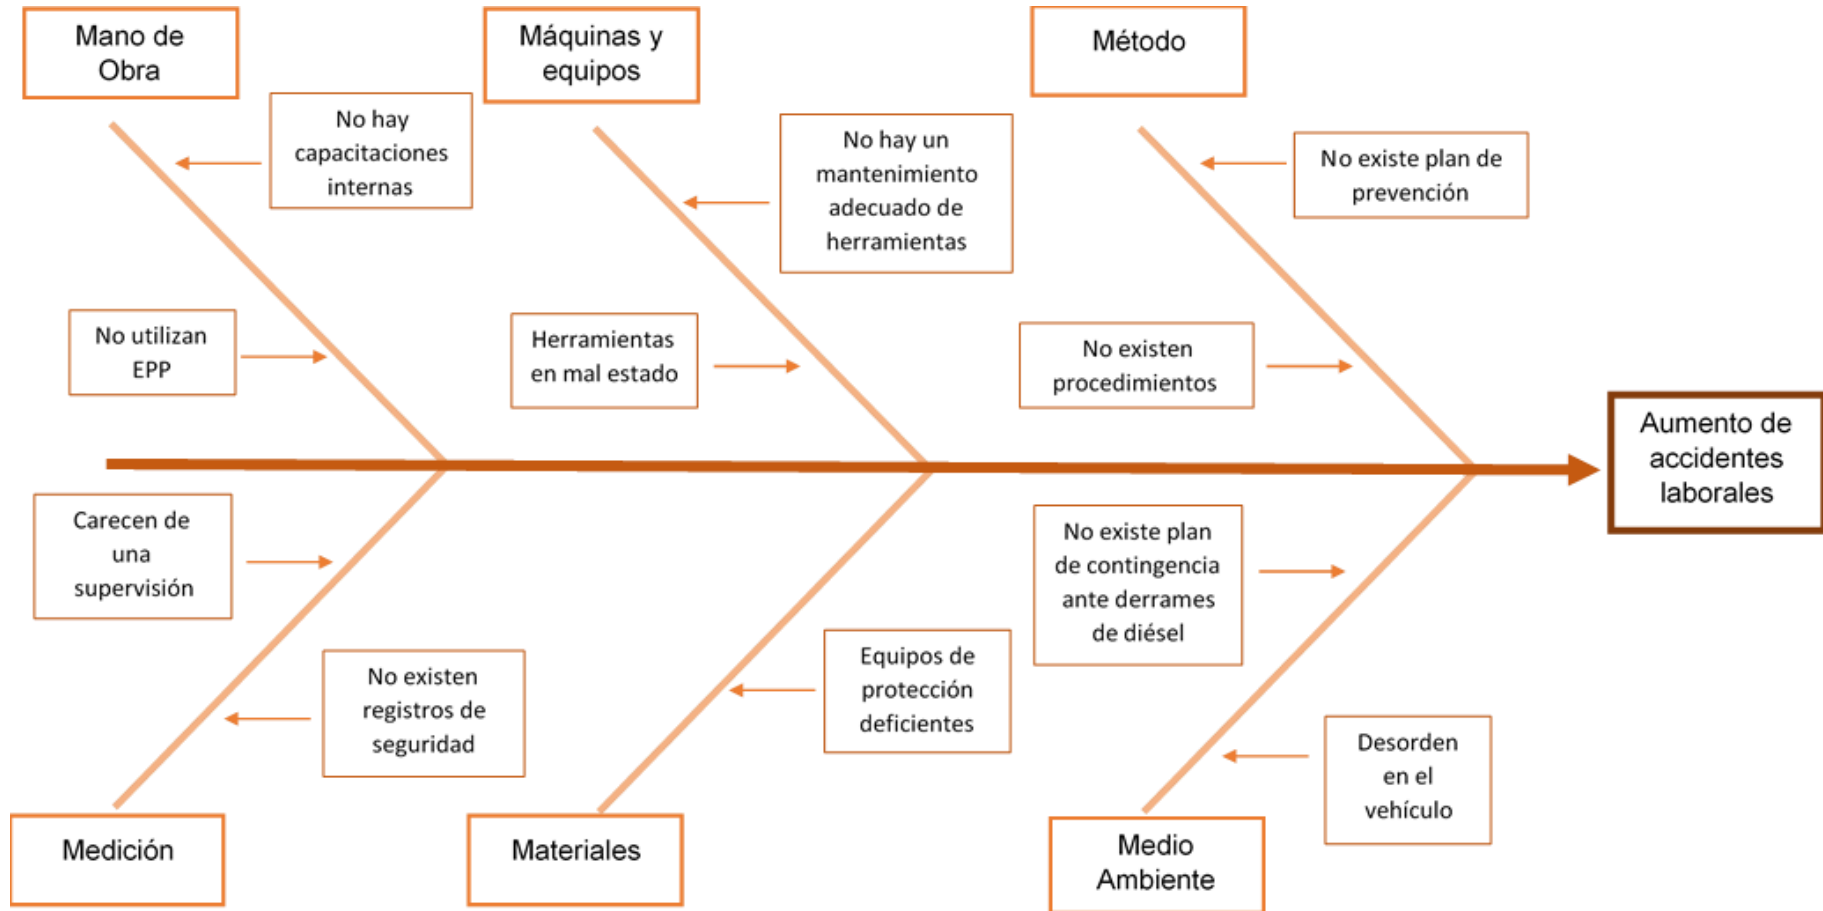 Mano de
Obra
Máquinas y
equipos
Método
No hay
capacitaciones
internas
No hay un
mantenimiento
adecuado de
herramientas
No existe plan de
prevención
No utilizan
EPP
Herramientas
en mal estado
No existen
procedimientos
Aumento de
accidentes
laborales
Carecen de
una
supervisión
No existe plan
de contingencia
ante derrames
de diésel
No existen
registros de
seguridad
Equipos de
protección
deficientes
Desorden
en el
vehículo
Medición
Materiales
Medio
Ambiente